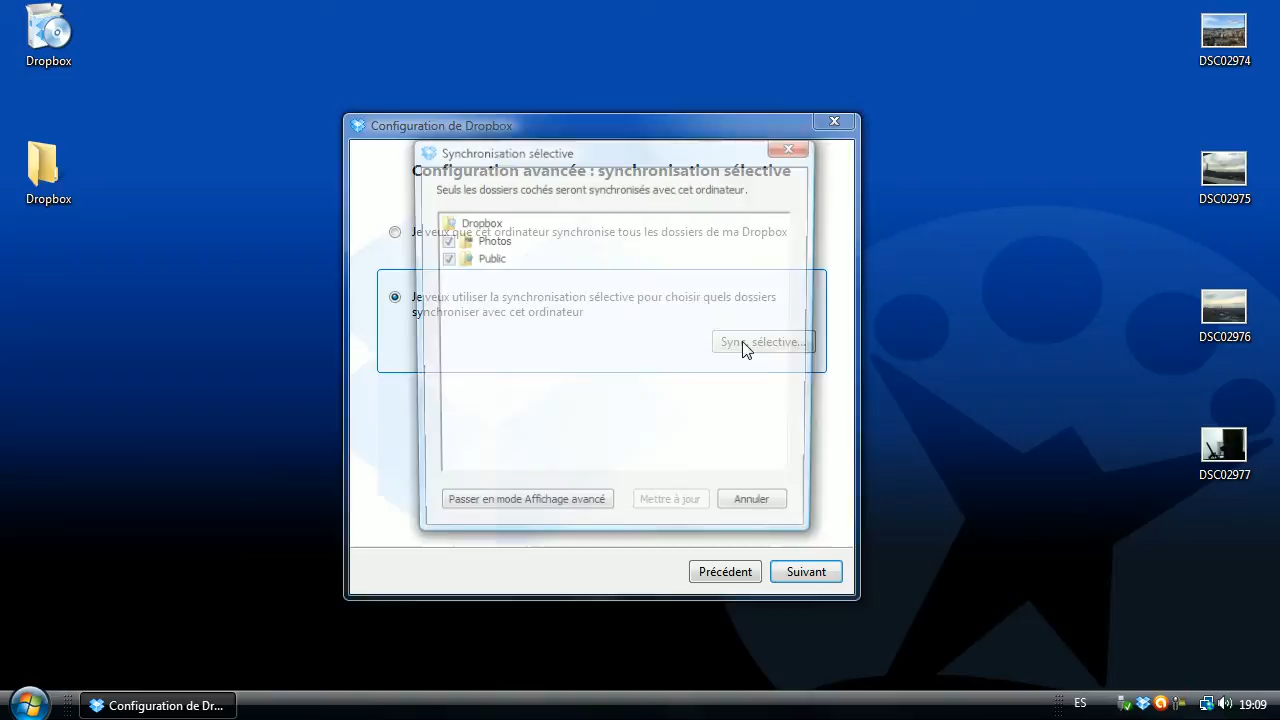 Dropbox
Dropbox
DSC02974
DSC02975
DSC02976
DSC02977
Configuration de Dropbox
Synchronisation sélective
Configuration avancée : synchronisation sélective
Seuls les dossiers cochés seront synchronisés avec cet ordinateur.
Dropbox
Je veux que cet ordinateur synchronise tous les dossiers de ma Dropbox
Photos
Public
Je veux utiliser la synchronisation sélective pour choisir quels dossiers
synchroniser avec cet ordinateur
Sync. sélective...
Passer en mode Affichage avancé
Mettre à jour
Annuler
Précédent
Suivant
Configuration de Dr...
ES
19:09